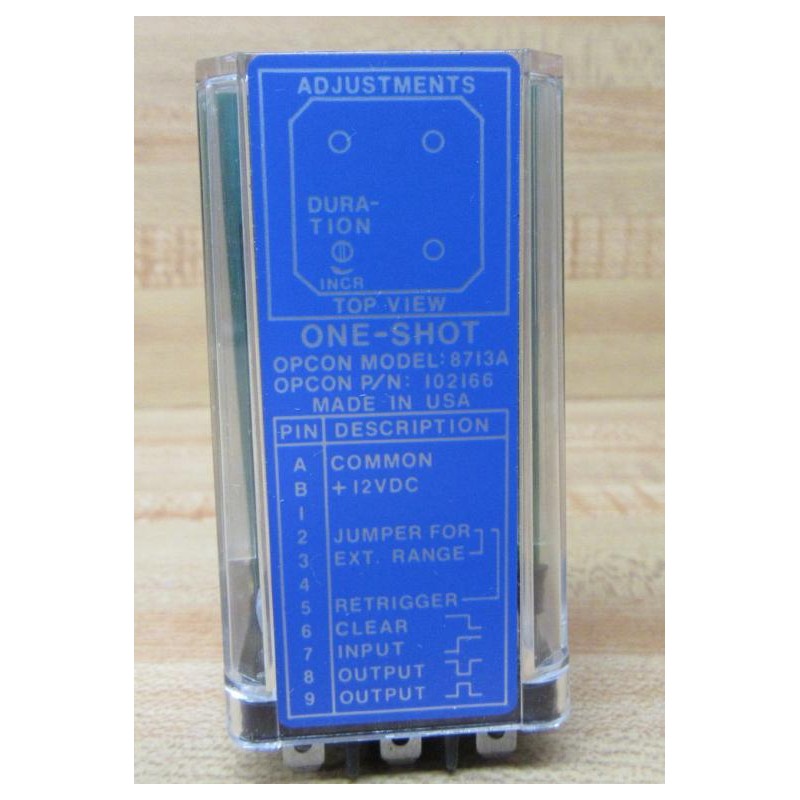 ADJUSTMENTS
DURA-
TION
INCR
TOP VIEW
ONE-SHOT
OPCON MODEL: 8713A
OPCON P/N: 102166
MADE IN USA
PIN DESCRIPTION
A COMMON
B +12VDC
1
2 JUMPER FOR
3 EXT. RANGE
4
5 RETRIGGER
6 CLEAR
7 INPUT
8 OUTPUT
9 OUTPUT